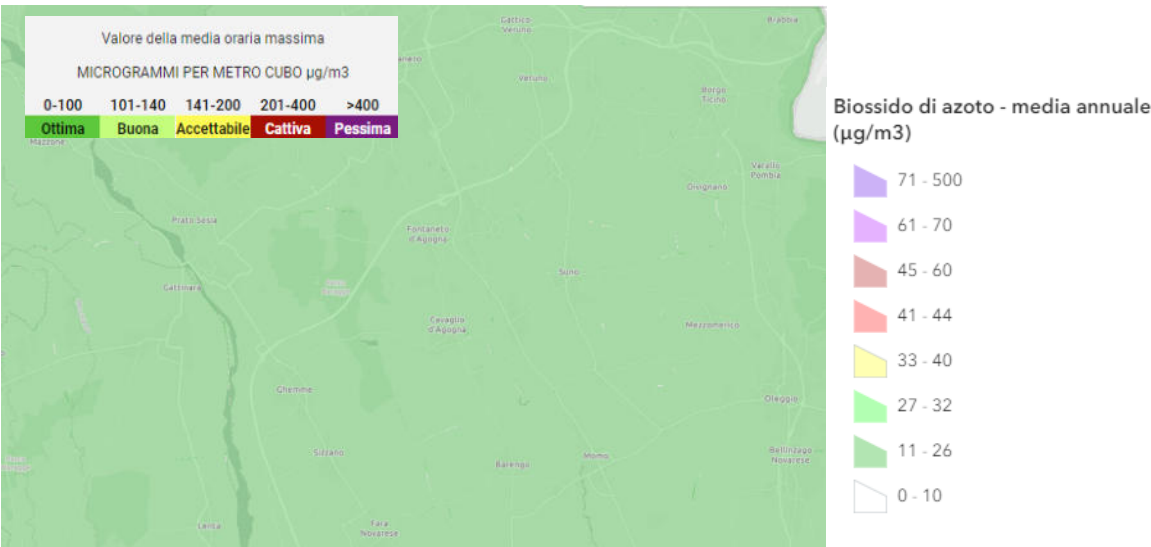 Valore della media oraria massima
MICROGRAMMI PER METRO CUBO µg/m3
0-100 101-140 141-200 201-400 >400
Ottima Buona Accettabile Cattiva Pessima
Gattico-
Veruno
Brabbia
Veruno
Borgo
Ticino
Mazzone
Varallo
Pombia
Divignano
Prato Sesia
Fontaneto
d'Agogna
Suno
Gattinara
Cavaglio
d'Agogna
Mezzomerico
Ghemme
Oleggio
Sizzano
Barengo
Momo
Bellinzago
Novarese
Lenta
Fara
Novarese
Biossido di azoto - media annuale
(µg/m3)
71 - 500
61 - 70
45 - 60
41 - 44
33 - 40
27 - 32
11 - 26
0 - 10